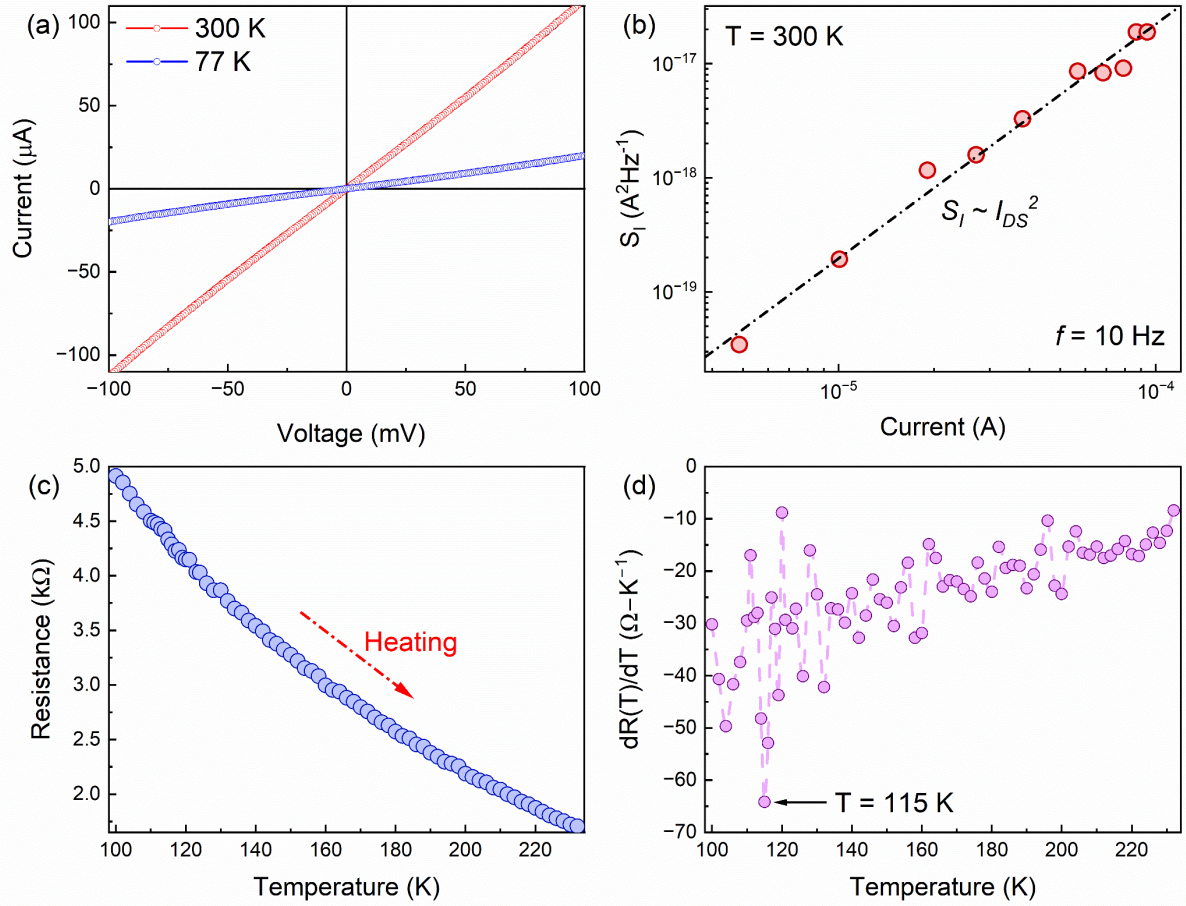 (a)
300 K
77 K
100
50
0
−50
−100
Current (μA)
−100
−50
0
50
100
Voltage (mV)
(b)
T = 300 K
10⁻¹⁷
10⁻¹⁸
10⁻¹⁹
S_I (A²Hz⁻¹)
S_I ~ I_DS²
f = 10 Hz
10⁻⁵
10⁻⁴
Current (A)
(c)
5.0
4.5
4.0
3.5
3.0
2.5
2.0
Resistance (kΩ)
Heating
100
120
140
160
180
200
220
Temperature (K)
(d)
0
−10
−20
−30
−40
−50
−60
−70
dR(T)/dT (Ω−K⁻¹)
T = 115 K
100
120
140
160
180
200
220
Temperature (K)